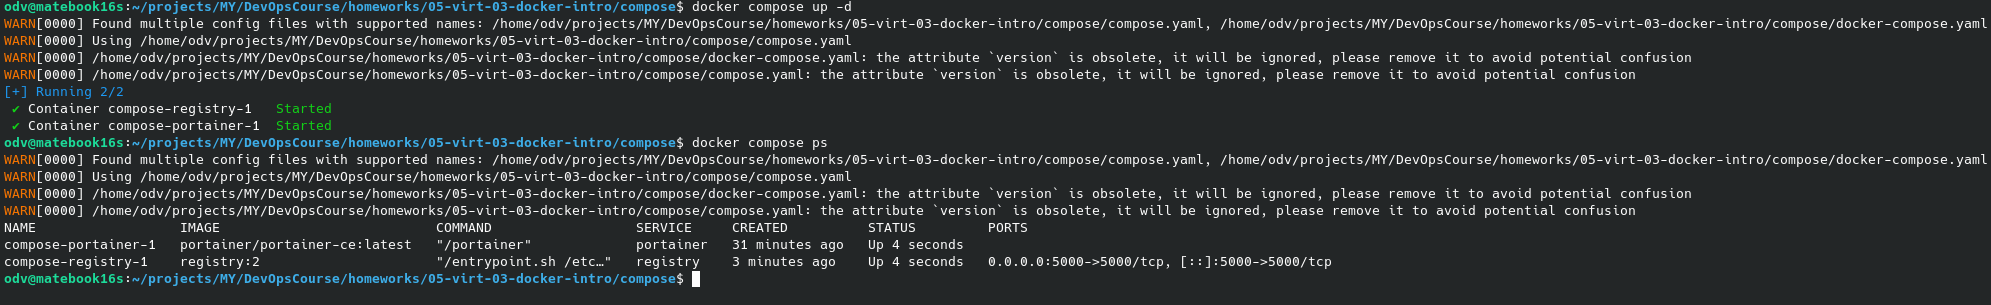 odv@matebook16s:~/projects/MY/DevOpsCourse/homeworks/05-virt-03-docker-intro/compose$ docker compose up -d
WARN[0000] Found multiple config files with supported names: /home/odv/projects/MY/DevOpsCourse/homeworks/05-virt-03-docker-intro/compose/compose.yaml, /home/odv/projects/MY/DevOpsCourse/homeworks/05-virt-03-docker-intro/compose/docker-compose.yaml
WARN[0000] Using /home/odv/projects/MY/DevOpsCourse/homeworks/05-virt-03-docker-intro/compose/compose.yaml
WARN[0000] /home/odv/projects/MY/DevOpsCourse/homeworks/05-virt-03-docker-intro/compose/docker-compose.yaml: the attribute `version` is obsolete, it will be ignored, please remove it to avoid potential confusion
WARN[0000] /home/odv/projects/MY/DevOpsCourse/homeworks/05-virt-03-docker-intro/compose/compose.yaml: the attribute `version` is obsolete, it will be ignored, please remove it to avoid potential confusion
[+] Running 2/2
✔ Container compose-registry-1 Started
✔ Container compose-portainer-1 Started
odv@matebook16s:~/projects/MY/DevOpsCourse/homeworks/05-virt-03-docker-intro/compose$ docker compose ps
WARN[0000] Found multiple config files with supported names: /home/odv/projects/MY/DevOpsCourse/homeworks/05-virt-03-docker-intro/compose/compose.yaml, /home/odv/projects/MY/DevOpsCourse/homeworks/05-virt-03-docker-intro/compose/docker-compose.yaml
WARN[0000] Using /home/odv/projects/MY/DevOpsCourse/homeworks/05-virt-03-docker-intro/compose/compose.yaml
WARN[0000] /home/odv/projects/MY/DevOpsCourse/homeworks/05-virt-03-docker-intro/compose/docker-compose.yaml: the attribute `version` is obsolete, it will be ignored, please remove it to avoid potential confusion
WARN[0000] /home/odv/projects/MY/DevOpsCourse/homeworks/05-virt-03-docker-intro/compose/compose.yaml: the attribute `version` is obsolete, it will be ignored, please remove it to avoid potential confusion
NAME IMAGE COMMAND SERVICE CREATED STATUS PORTS
compose-portainer-1 portainer/portainer-ce:latest "/portainer" portainer 31 minutes ago Up 4 seconds
compose-registry-1 registry:2 "/entrypoint.sh /etc…" registry 3 minutes ago Up 4 seconds 0.0.0.0:5000->5000/tcp, [::]:5000->5000/tcp
odv@matebook16s:~/projects/MY/DevOpsCourse/homeworks/05-virt-03-docker-intro/compose$